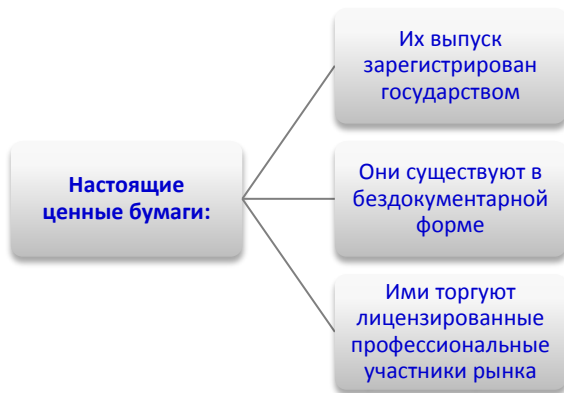 Настоящие
ценные бумаги:
Их выпуск
зарегистрирован
государством
Они существуют в
бездокументарной
форме
Ими торгуют
лицензированные
профессиональные
участники рынка